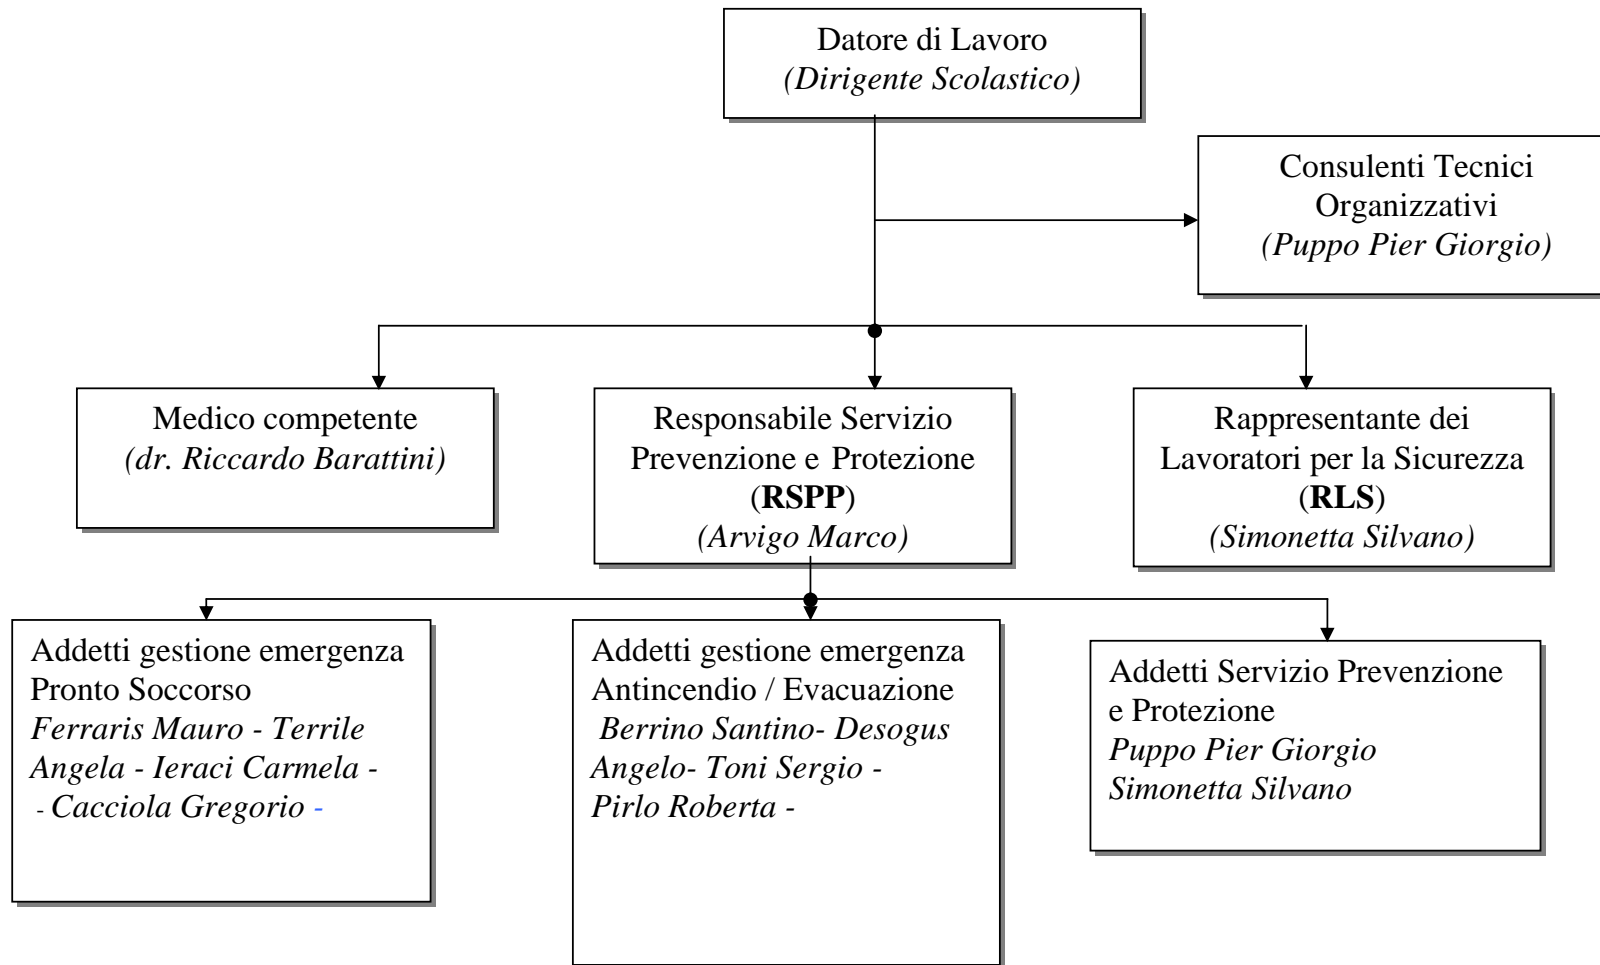 Datore di Lavoro
(Dirigente Scolastico)
Consulenti Tecnici
Organizzativi
(Puppo Pier Giorgio)
Medico competente
(dr. Riccardo Barattini)
Responsabile Servizio
Prevenzione e Protezione
(RSPP)
(Arvigo Marco)
Rappresentante dei
Lavoratori per la Sicurezza
(RLS)
(Simonetta Silvano)
Addetti gestione emergenza
Pronto Soccorso
Ferraris Mauro - Terrile
Angela - Ieraci Carmela -
- Cacciola Gregorio -
Addetti gestione emergenza
Antincendio / Evacuazione
Berrino Santino- Desogus
Angelo- Toni Sergio -
Pirlo Roberta -
Addetti Servizio Prevenzione
e Protezione
Puppo Pier Giorgio
Simonetta Silvano